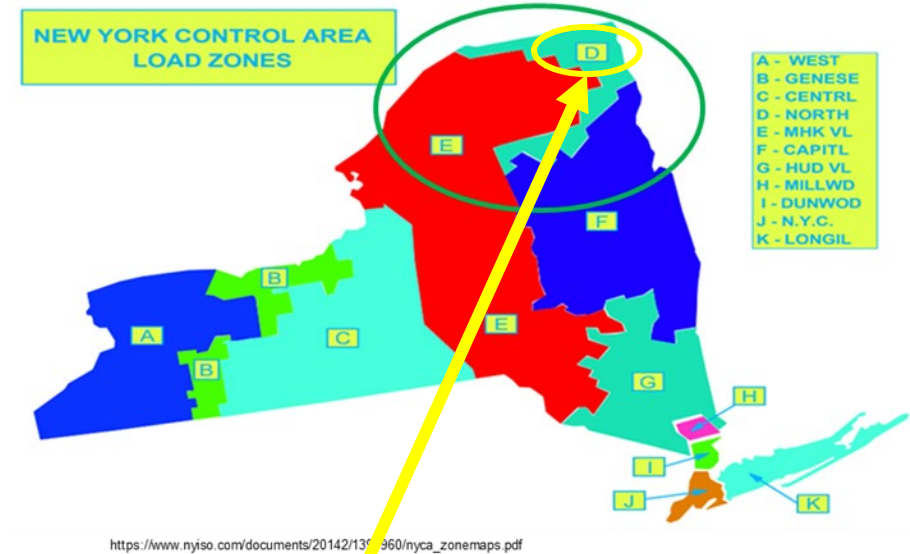 NEW YORK CONTROL AREA
LOAD ZONES
A - WEST
B - GENESE
C - CENTRL
D - NORTH
E - MHK VL
F - CAPITL
G - HUD VL
H - MILLWD
I - DUNWOD
J - N.Y.C.
K - LONGIL
D
E
F
B
A
C
E
B
G
H
I
J
K